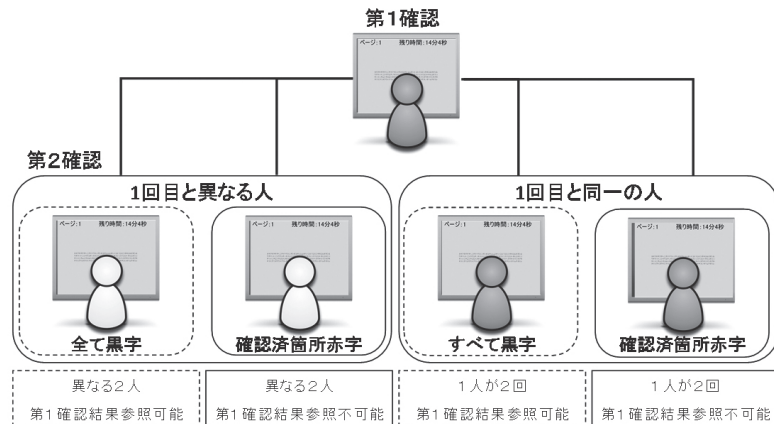 第1確認
ページ:1 残り時間:14分4秒
第2確認
1回目と異なる人
1回目と同一の人
ページ:1 残り時間:14分4秒
ページ:1 残り時間:14分4秒
ページ:1 残り時間:14分4秒
ページ:1 残り時間:14分4秒
全て黒字
確認済箇所赤字
すべて黒字
確認済箇所赤字
異なる2人
第1確認結果参照可能
異なる2人
第1確認結果参照不可能
1人が2回
第1確認結果参照可能
1人が2回
第1確認結果参照不可能